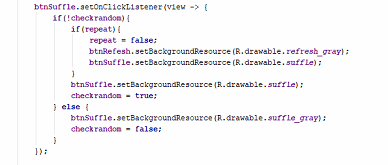 btnSuffle.setOnClickListener(view -> {
    if(!checkrandom){
        if(repeat){
            repeat = false;
            btnRefesh.setBackgroundResource(R.drawable.refresh_gray);
            btnSuffle.setBackgroundResource(R.drawable.suffle);
        }
        btnSuffle.setBackgroundResource(R.drawable.suffle);
        checkrandom = true;
    } else {
        btnSuffle.setBackgroundResource(R.drawable.suffle_gray);
        checkrandom = false;
    }
});